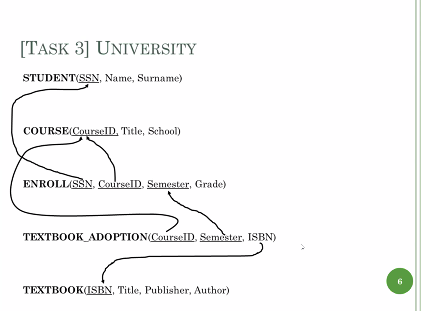 [TASK 3] UNIVERSITY
STUDENT(SSN, Name, Surname)
COURSE(CourseID, Title, School)
ENROLL(SSN, CourseID, Semester, Grade)
TEXTBOOK_ADOPTION(CourseID, Semester, ISBN)
6
TEXTBOOK(ISBN, Title, Publisher, Author)